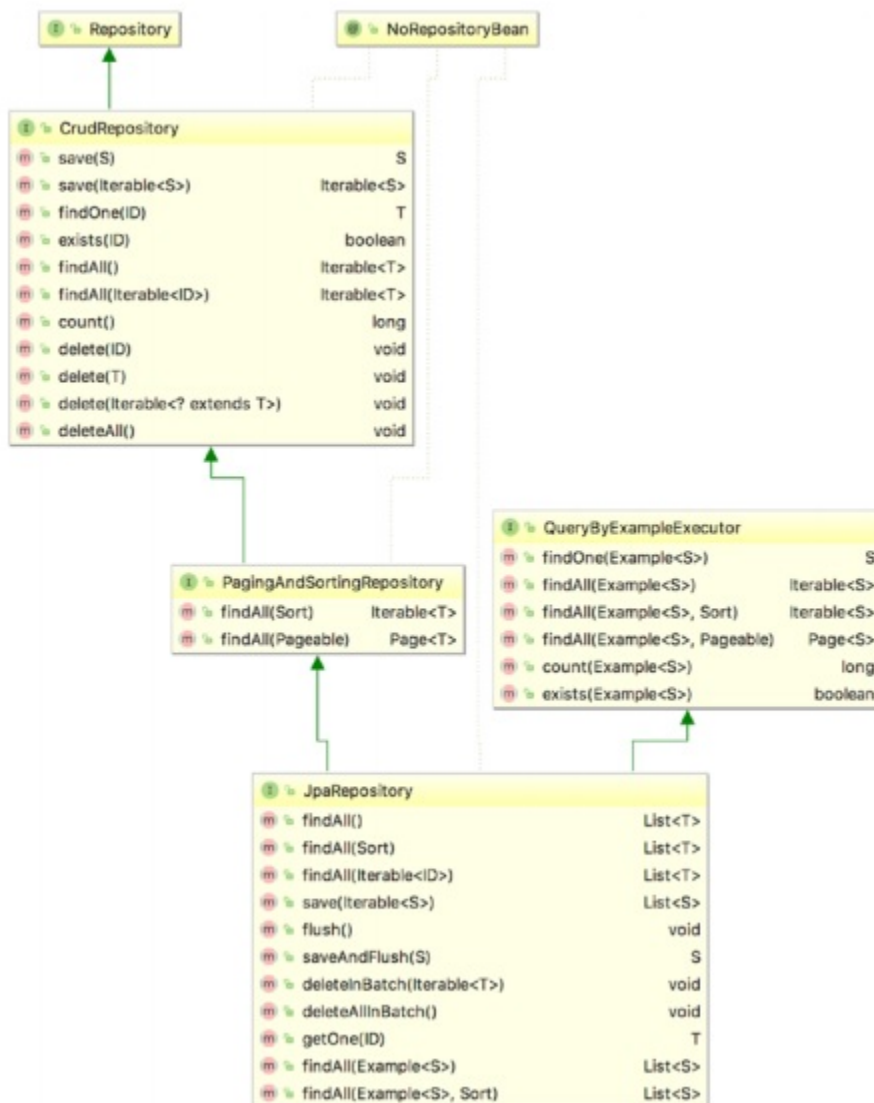 Repository
NoRepositoryBean
CrudRepository
save(S) S
save(Iterable<S>) Iterable<S>
findOne(ID) T
exists(ID) boolean
findAll() Iterable<T>
findAll(Iterable<ID>) Iterable<T>
count() long
delete(ID) void
delete(T) void
delete(Iterable<? extends T>) void
deleteAll() void
PagingAndSortingRepository
findAll(Sort) Iterable<T>
findAll(Pageable) Page<T>
QueryByExampleExecutor
findOne(Example<S>) S
findAll(Example<S>) Iterable<S>
findAll(Example<S>, Sort) Iterable<S>
findAll(Example<S>, Pageable) Page<S>
count(Example<S>) long
exists(Example<S>) boolean
JpaRepository
findAll() List<T>
findAll(Sort) List<T>
findAll(Iterable<ID>) List<T>
save(Iterable<S>) List<S>
flush() void
saveAndFlush(S) S
deleteInBatch(Iterable<T>) void
deleteAllInBatch() void
getOne(ID) T
findAll(Example<S>) List<S>
findAll(Example<S>, Sort) List<S>